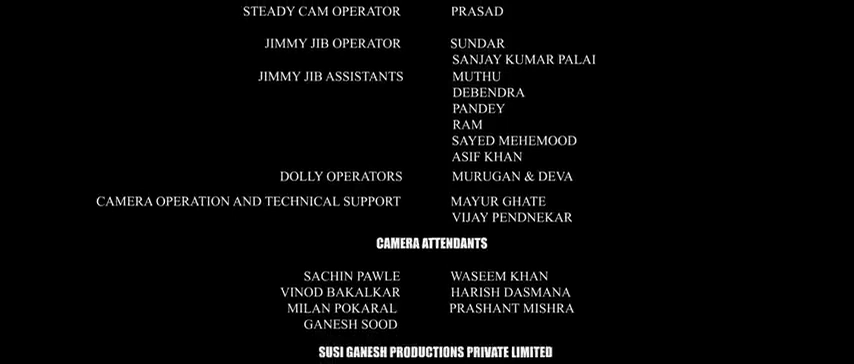 STEADY CAM OPERATOR PRASAD
JIMMY JIB OPERATOR SUNDAR
SANJAY KUMAR PALAI
JIMMY JIB ASSISTANTS MUTHU
DEBENDRA
PANDEY
RAM
SAYED MEHEMOOD
ASIF KHAN
DOLLY OPERATORS MURUGAN & DEVA
CAMERA OPERATION AND TECHNICAL SUPPORT MAYUR GHATE
VIJAY PENDNEKAR
CAMERA ATTENDANTS
SACHIN PAWLE WASEEM KHAN
VINOD BAKALKAR HARISH DASMANA
MILAN POKARAL PRASHANT MISHRA
GANESH SOOD
SUSI GANESH PRODUCTIONS PRIVATE LIMITED